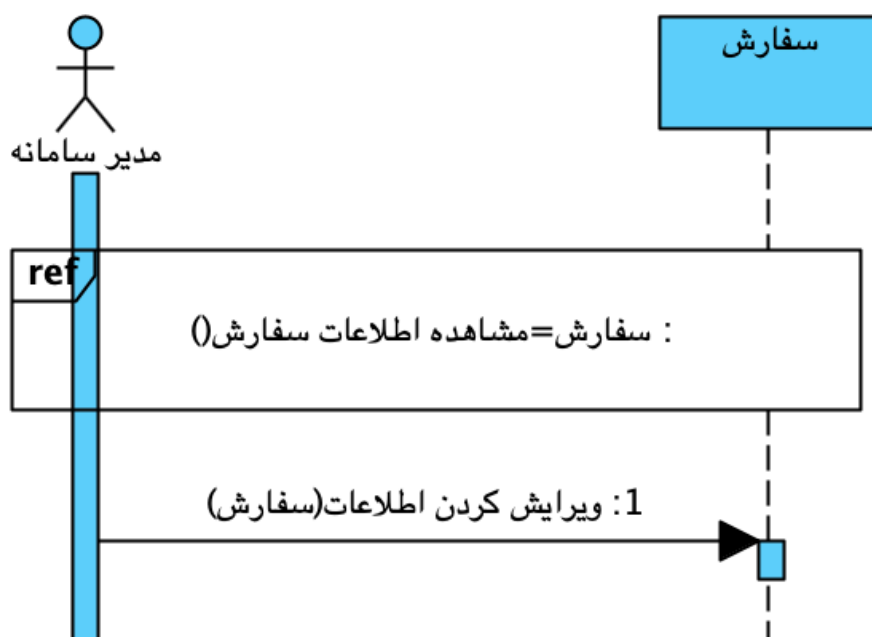 سفارش
مدیر سامانه
ref
: سفارش=مشاهده اطلاعات سفارش()
1: ویرایش کردن اطلاعات(سفارش)